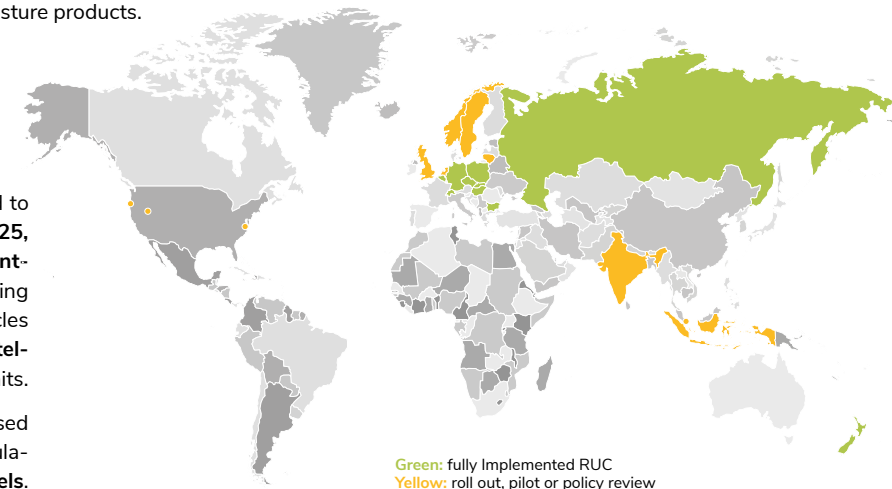 sture products.
l to
25,
nt-
ing
cles
tel-
its.
sed
ula-
els.
Green: fully Implemented RUC
Yellow: roll out, pilot or policy review